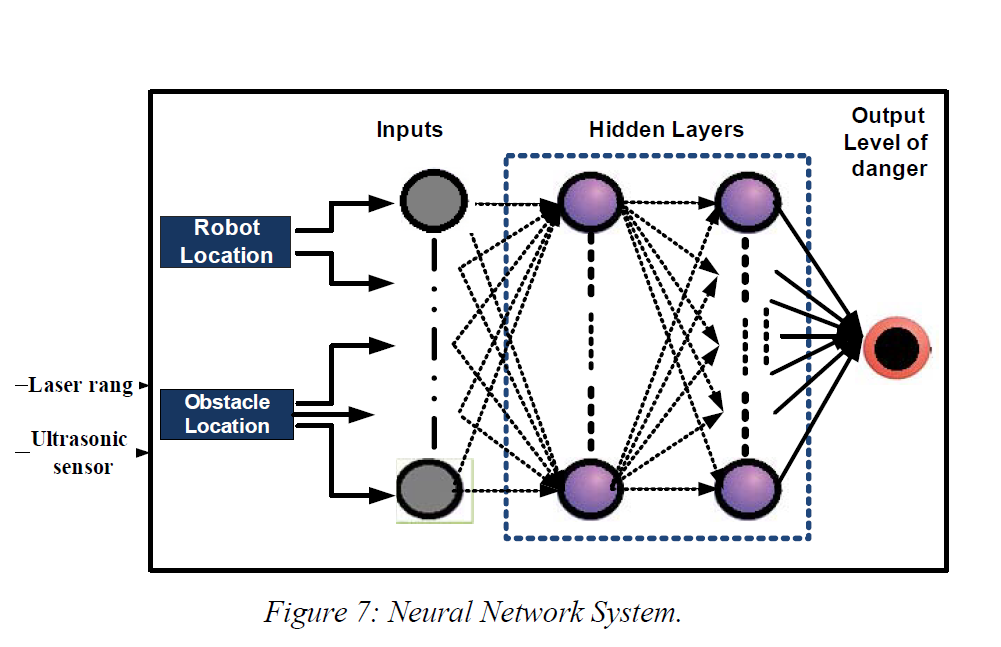 Inputs
Hidden Layers
Output
Level of
danger
Robot
Location
Laser rang
Obstacle
Location
Ultrasonic
sensor
Figure 7: Neural Network System.